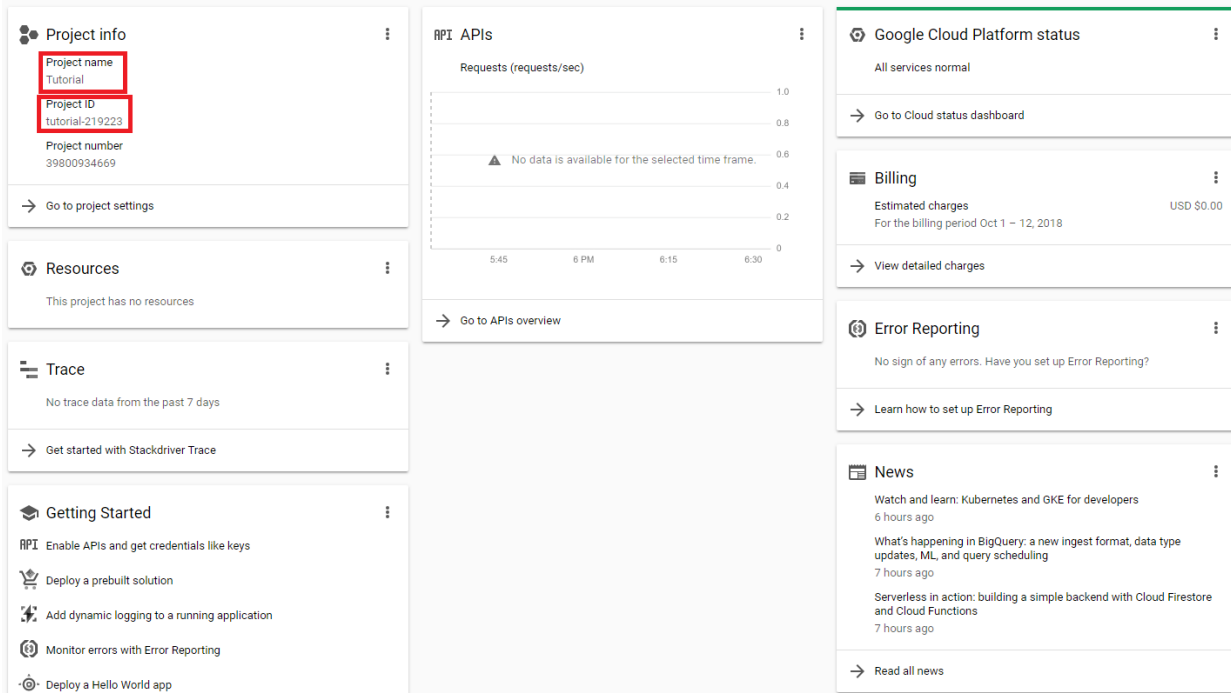 Project info
Project name
Tutorial
Project ID
tutorial-219223
Project number
39800934669
Go to project settings
Resources
This project has no resources
Trace
No trace data from the past 7 days
Get started with Stackdriver Trace
Getting Started
API Enable APIs and get credentials like keys
Deploy a prebuilt solution
Add dynamic logging to a running application
Monitor errors with Error Reporting
Deploy a Hello World app
API APIs
Requests (requests/sec)
1.0
0.8
No data is available for the selected time frame. 0.6
0.4
0.2
0
5:45 6 PM 6:15 6:30
Go to APIs overview
Google Cloud Platform status
All services normal
Go to Cloud status dashboard
Billing
Estimated charges USD $0.00
For the billing period Oct 1 – 12, 2018
View detailed charges
Error Reporting
No sign of any errors. Have you set up Error Reporting?
Learn how to set up Error Reporting
News
Watch and learn: Kubernetes and GKE for developers
6 hours ago
What's happening in BigQuery: a new ingest format, data type
updates, ML, and query scheduling
7 hours ago
Serverless in action: building a simple backend with Cloud Firestore
and Cloud Functions
7 hours ago
Read all news